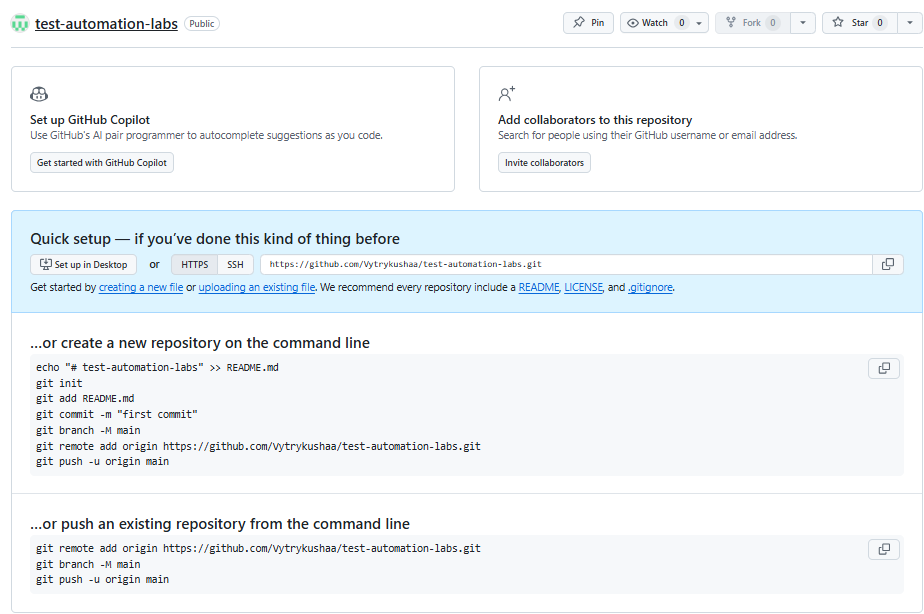 test-automation-labs Public Pin Watch 0 Fork 0 Star 0
Set up GitHub Copilot
Use GitHub's AI pair programmer to autocomplete suggestions as you code.
Get started with GitHub Copilot
Add collaborators to this repository
Search for people using their GitHub username or email address.
Invite collaborators
Quick setup — if you've done this kind of thing before
Set up in Desktop or HTTPS SSH https://github.com/Vytrykushaa/test-automation-labs.git
Get started by creating a new file or uploading an existing file. We recommend every repository include a README, LICENSE, and .gitignore.
…or create a new repository on the command line
echo "# test-automation-labs" >> README.md
git init
git add README.md
git commit -m "first commit"
git branch -M main
git remote add origin https://github.com/Vytrykushaa/test-automation-labs.git
git push -u origin main
…or push an existing repository from the command line
git remote add origin https://github.com/Vytrykushaa/test-automation-labs.git
git branch -M main
git push -u origin main